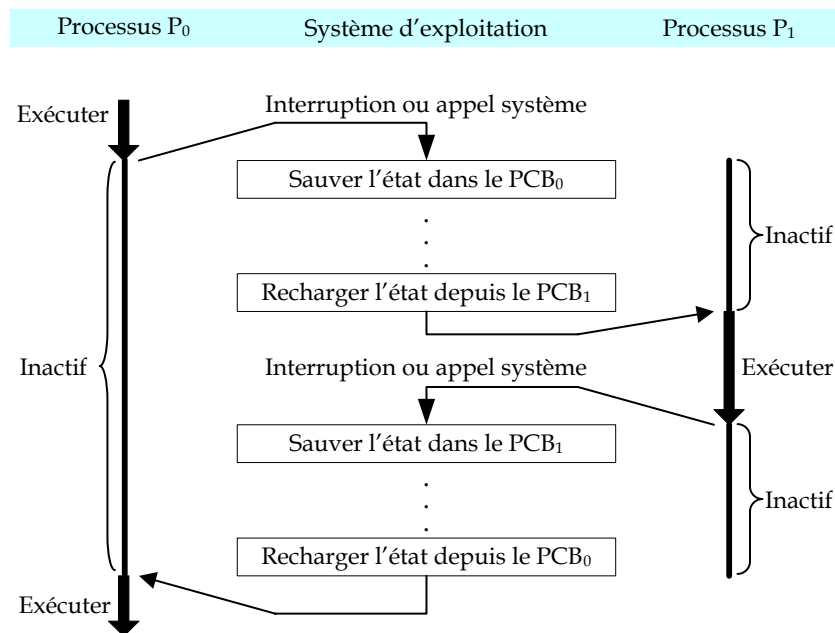 Processus P₀ Système d'exploitation Processus P₁
Exécuter
Interruption ou appel système
Sauver l'état dans le PCB₀
.
.
.
Inactif
Recharger l'état depuis le PCB₁
Inactif
Interruption ou appel système
Exécuter
Sauver l'état dans le PCB₁
.
.
.
Inactif
Recharger l'état depuis le PCB₀
Exécuter